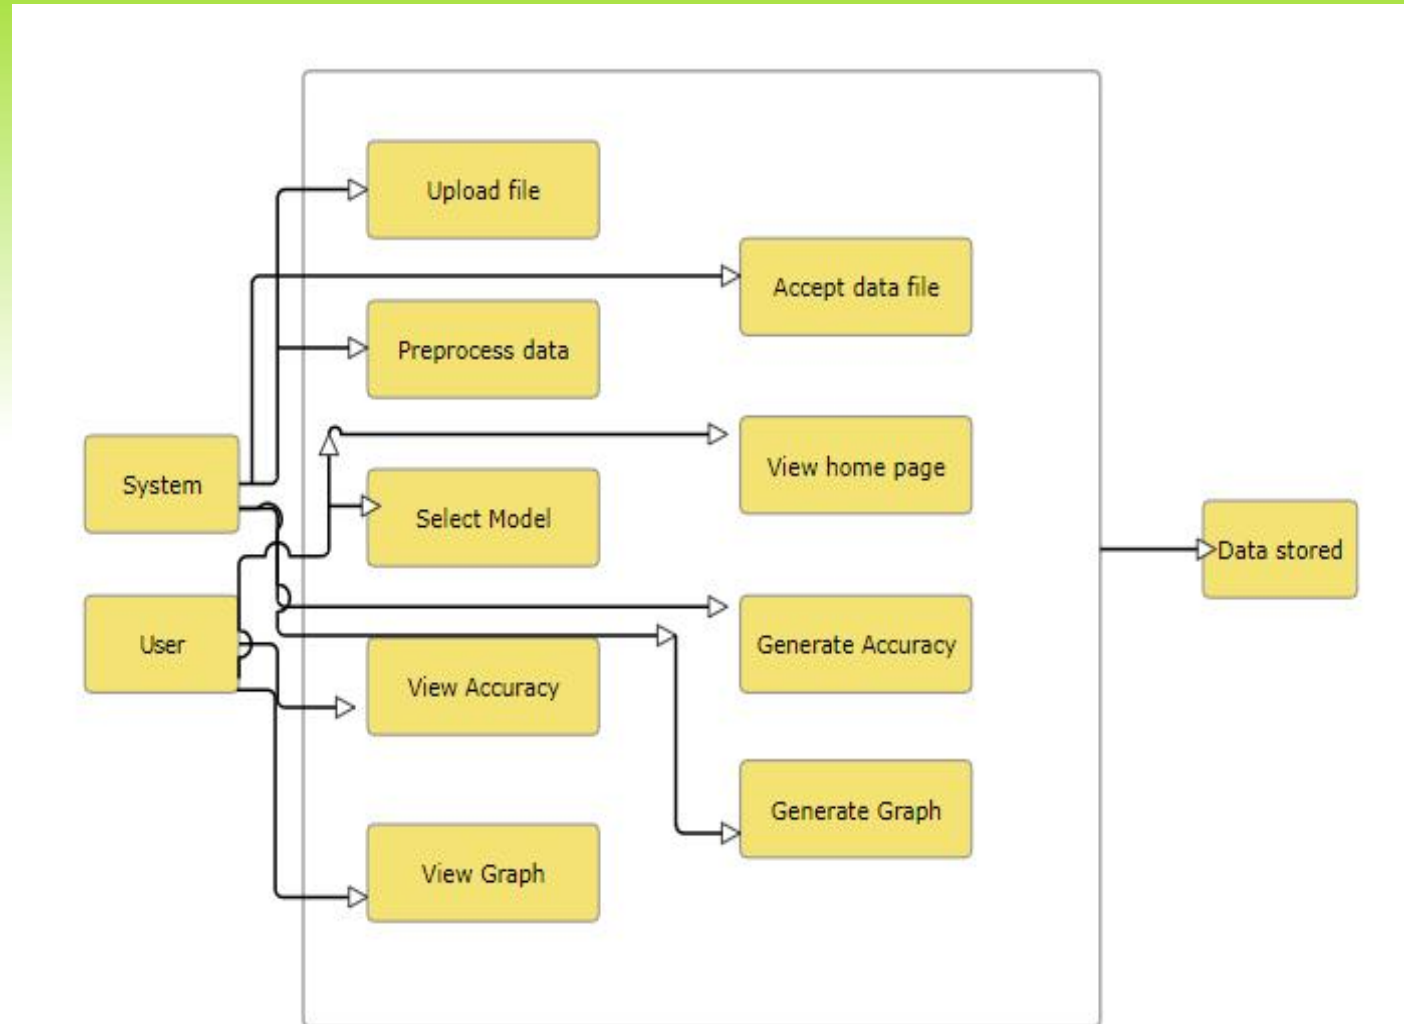 Upload file
Accept data file
Preprocess data
View home page
System
Select Model
Data stored
User
Generate Accuracy
View Accuracy
Generate Graph
View Graph